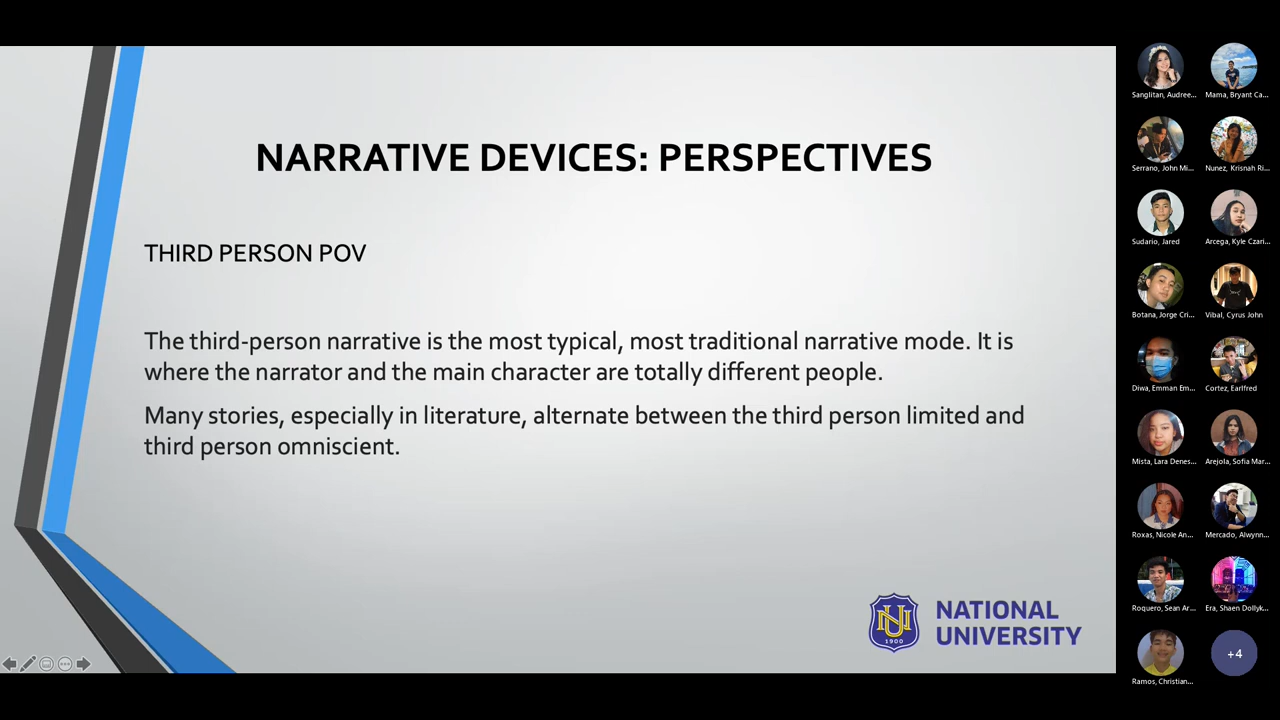 NARRATIVE DEVICES: PERSPECTIVES
THIRD PERSON POV
The third-person narrative is the most typical, most traditional narrative mode. It is
where the narrator and the main character are totally different people.
Many stories, especially in literature, alternate between the third person limited and
third person omniscient.
NU
1900
NATIONAL
UNIVERSITY
Sanglitan, Audree...
Mama, Bryant Ca...
Serrano, John Mi...
Nunez, Krisnah Ri...
Sudario, Jared
Arcega, Kyle Czari...
Botana, Jorge Cri...
Vibal, Cyrus John
Diwa, Emman Em...
Cortez, Earlfred
Mista, Lara Denes...
Arejola, Sofia Mar...
Roxas, Nicole An...
Mercado, Alwynn...
Roquero, Sean Ar...
Era, Shaen Dollyk...
Ramos, Christian...
+4